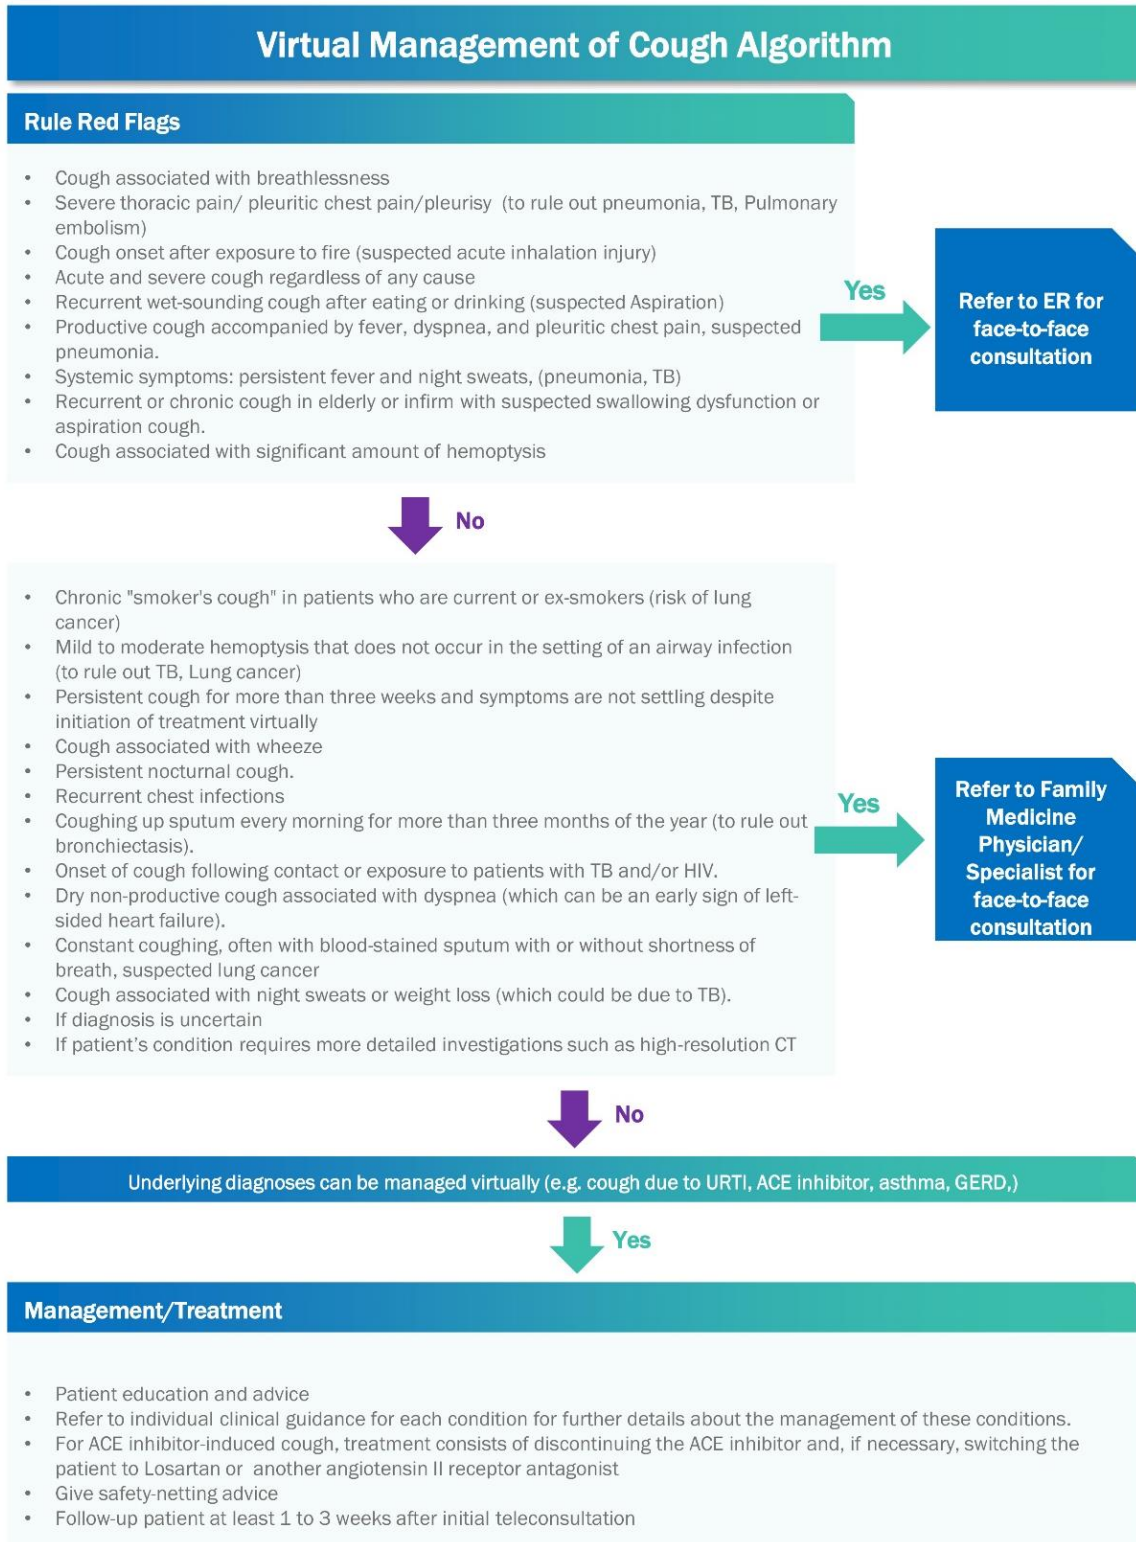 Virtual Management of Cough Algorithm
Rule Red Flags
• Cough associated with breathlessness
• Severe thoracic pain/ pleuritic chest pain/pleurisy (to rule out pneumonia, TB, Pulmonary
embolism)
• Cough onset after exposure to fire (suspected acute inhalation injury)
• Acute and severe cough regardless of any cause
• Recurrent wet-sounding cough after eating or drinking (suspected Aspiration)
• Productive cough accompanied by fever, dyspnea, and pleuritic chest pain, suspected
pneumonia.
• Systemic symptoms: persistent fever and night sweats, (pneumonia, TB)
• Recurrent or chronic cough in elderly or infirm with suspected swallowing dysfunction or
aspiration cough.
• Cough associated with significant amount of hemoptysis
Yes
Refer to ER for
face-to-face
consultation
No
• Chronic "smoker's cough" in patients who are current or ex-smokers (risk of lung
cancer)
• Mild to moderate hemoptysis that does not occur in the setting of an airway infection
(to rule out TB, Lung cancer)
• Persistent cough for more than three weeks and symptoms are not settling despite
initiation of treatment virtually
• Cough associated with wheeze
• Persistent nocturnal cough.
• Recurrent chest infections
• Coughing up sputum every morning for more than three months of the year (to rule out
bronchiectasis).
• Onset of cough following contact or exposure to patients with TB and/or HIV.
• Dry non-productive cough associated with dyspnea (which can be an early sign of left-
sided heart failure).
• Constant coughing, often with blood-stained sputum with or without shortness of
breath, suspected lung cancer
• Cough associated with night sweats or weight loss (which could be due to TB).
• If diagnosis is uncertain
• If patient's condition requires more detailed investigations such as high-resolution CT
Yes
Refer to Family
Medicine
Physician/
Specialist for
face-to-face
consultation
No
Underlying diagnoses can be managed virtually (e.g. cough due to URTI, ACE inhibitor, asthma, GERD,)
Yes
Management/Treatment
• Patient education and advice
• Refer to individual clinical guidance for each condition for further details about the management of these conditions.
• For ACE inhibitor-induced cough, treatment consists of discontinuing the ACE inhibitor and, if necessary, switching the
patient to Losartan or another angiotensin II receptor antagonist
• Give safety-netting advice
• Follow-up patient at least 1 to 3 weeks after initial teleconsultation